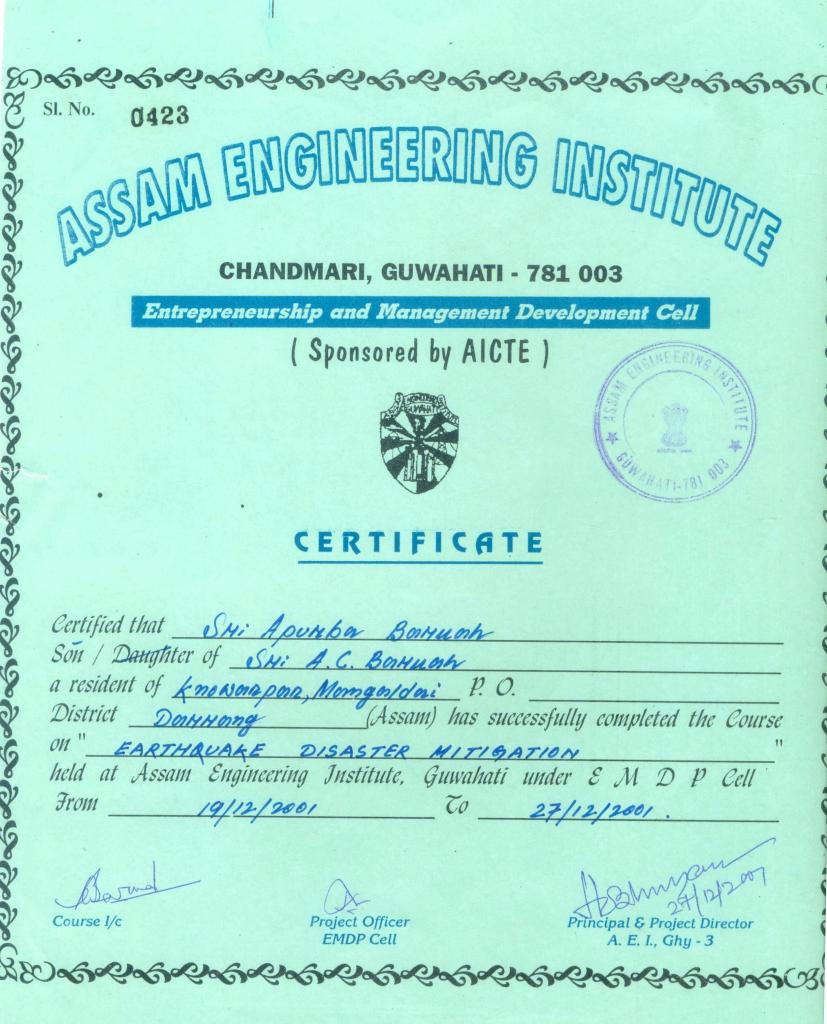 Sl. No. 0423
ASSAM ENGINEERING INSTITUTE
CHANDMARI, GUWAHATI - 781 003
Entrepreneurship and Management Development Cell
( Sponsored by AICTE )
ASSAM ENGINEERING INSTITUTE
GUWAHATI-781 003
CERTIFICATE
Certified that Shri Apurba Baruah
Son / Daughter of Shri A.C. Baruah
a resident of Mangaldai P. O.
District Darrang (Assam) has successfully completed the Course
on " EARTHQUAKE DISASTER MITIGATION "
held at Assam Engineering Institute, Guwahati under E M D P Cell
From 19/12/2001 To 27/12/2001.
27/12/2001
Course I/c
Project Officer
EMDP Cell
Principal & Project Director
A. E. I., Ghy - 3